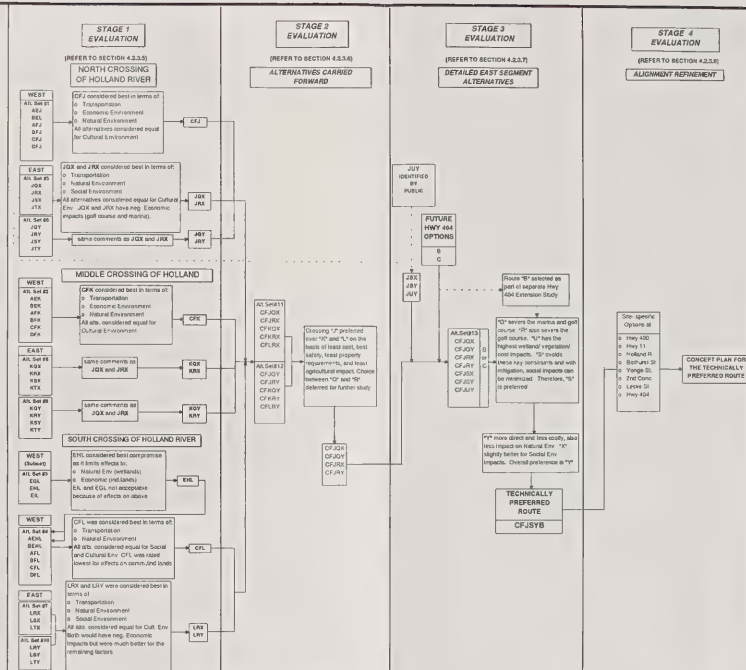 STAGE 1
EVALUATION
(REFER TO SECTION 4.2.3.5)
NORTH CROSSING
OF HOLLAND RIVER
WEST
Alt. Set #1
AEJ
BEL
AFJ
BFJ
CFJ
DFJ
CFJ considered best in terms of:
o Transportation
o Economic Environment
o Natural Environment
All alternatives considered equal
for Cultural Environment
CFJ
EAST
Alt. Set #5
JQX
JRX
JSX
JTX
Alt. Set #6
JQY
JRY
JSY
JTY
JQX and JRX considered best in terms of:
o Transportation
o Natural Environment
o Social Environment
All alternatives considered equal for Cultural
Env. JQX and JRX have neg. Economic
impacts (golf course and marina).
JQX
JRX
same comments as JQX and JRX
JQY
JRY
MIDDLE CROSSING OF HOLLAND
WEST
Alt. Set #2
AEK
BEK
AFK
BFK
CFK
DFK
CFK considered best in terms of:
o Transportation
o Economic Environment
o Natural Environment
All alts. considered equal for
Cultural Environment
CFK
EAST
Alt. Set #8
KQX
KRX
KSX
KTX
same comments as
JQX and JRX
KQX
KRX
Alt. Set #9
KQY
KRY
KSY
KTY
same comments as
JQX and JRX
KQY
KRY
SOUTH CROSSING OF HOLLAND RIVER
WEST
(Subset)
Alt. Set #3
EGL
EHL
EIL
EHL considered best compromise
as it limits effects to:
o Natural Env (wetlands)
o Economic (ind.lands)
EIL and EGL not acceptable
because of effects on above
EHL
WEST
Alt. Set #4
AEHL
BEHL
AFL
BFL
CFL
DFL
CFL was considered best in terms of:
o Transportation
o Natural Environment
All alts. considered equal for Social
and Cultural Env. CFL was rated
lowest for effects on comm./ind lands
CFL
EAST
Alt. Set #7
LRX
LSX
LTX
Alt. Set #10
LRY
LSY
LTY
LRX and LRY were considered best in
terms of
o Transportation
o Natural Environment
o Social Environment
All alts. considered equal for Cult. Env
Both would have neg. Economic
Impacts but were much better for the
remaining factors
LRX
LRY
STAGE 2
EVALUATION
(REFER TO SECTION 4.2.3.6)
ALTERNATIVES CARRIED
FORWARD
Alt Set#11
CFJQX
CFJRX
CFKQX
CFKRX
CFLRX
Alt.Set#12
CFJQY
CFJRY
CFKQY
CFKRY
CFLRY
Crossing "J" preferred
over "K" and "L" on the
basis of least cost, best
safety, least property
requirements, and least
agricultural impact. Choice
between "Q" and "R"
deferred for further study
CFJQX
CFJQY
CFJRX
CFJRY
STAGE 3
EVALUATION
(REFER TO SECTION 4.2.3.7)
DETAILED EAST SEGMENT
ALTERNATIVES
JUY
IDENTIFIED
BY
PUBLIC
FUTURE
HWY 404
OPTIONS
B
C
JSX
JSY
JUY
Route "B" selected as
part of separate Hwy
404 Extension Study
Alt.Set#13
CFJQX
CFJQY
CFJRX
CFJRY
CFJSX
CFJSY
CFJUY
B
or
C
"Q" severs the marina and golf
course. "R" also severs the
golf course. "U" has the
highest wetland/vegetation/
cost impacts. "S" avoids
these key constraints and with
mitigation, social impacts can
be minimized. Therefore, "S"
is preferred
"Y" more direct and less costly, also
less impact on Natural Env. "X"
slightly better for Social Env
impacts. Overall preference is "Y"
TECHNICALLY
PREFERRED
ROUTE
CFJSYB
STAGE 4
EVALUATION
(REFER TO SECTION 4.2.3.8)
ALIGNMENT REFINEMENT
Site-specific
Options at
o Hwy 400
o Hwy 11
o Holland R
o Bathurst St
o Yonge St.
o 2nd Conc.
o Leslie St
o Hwy 404
CONCEPT PLAN FOR
THE TECHNICALLY
PREFERRED ROUTE